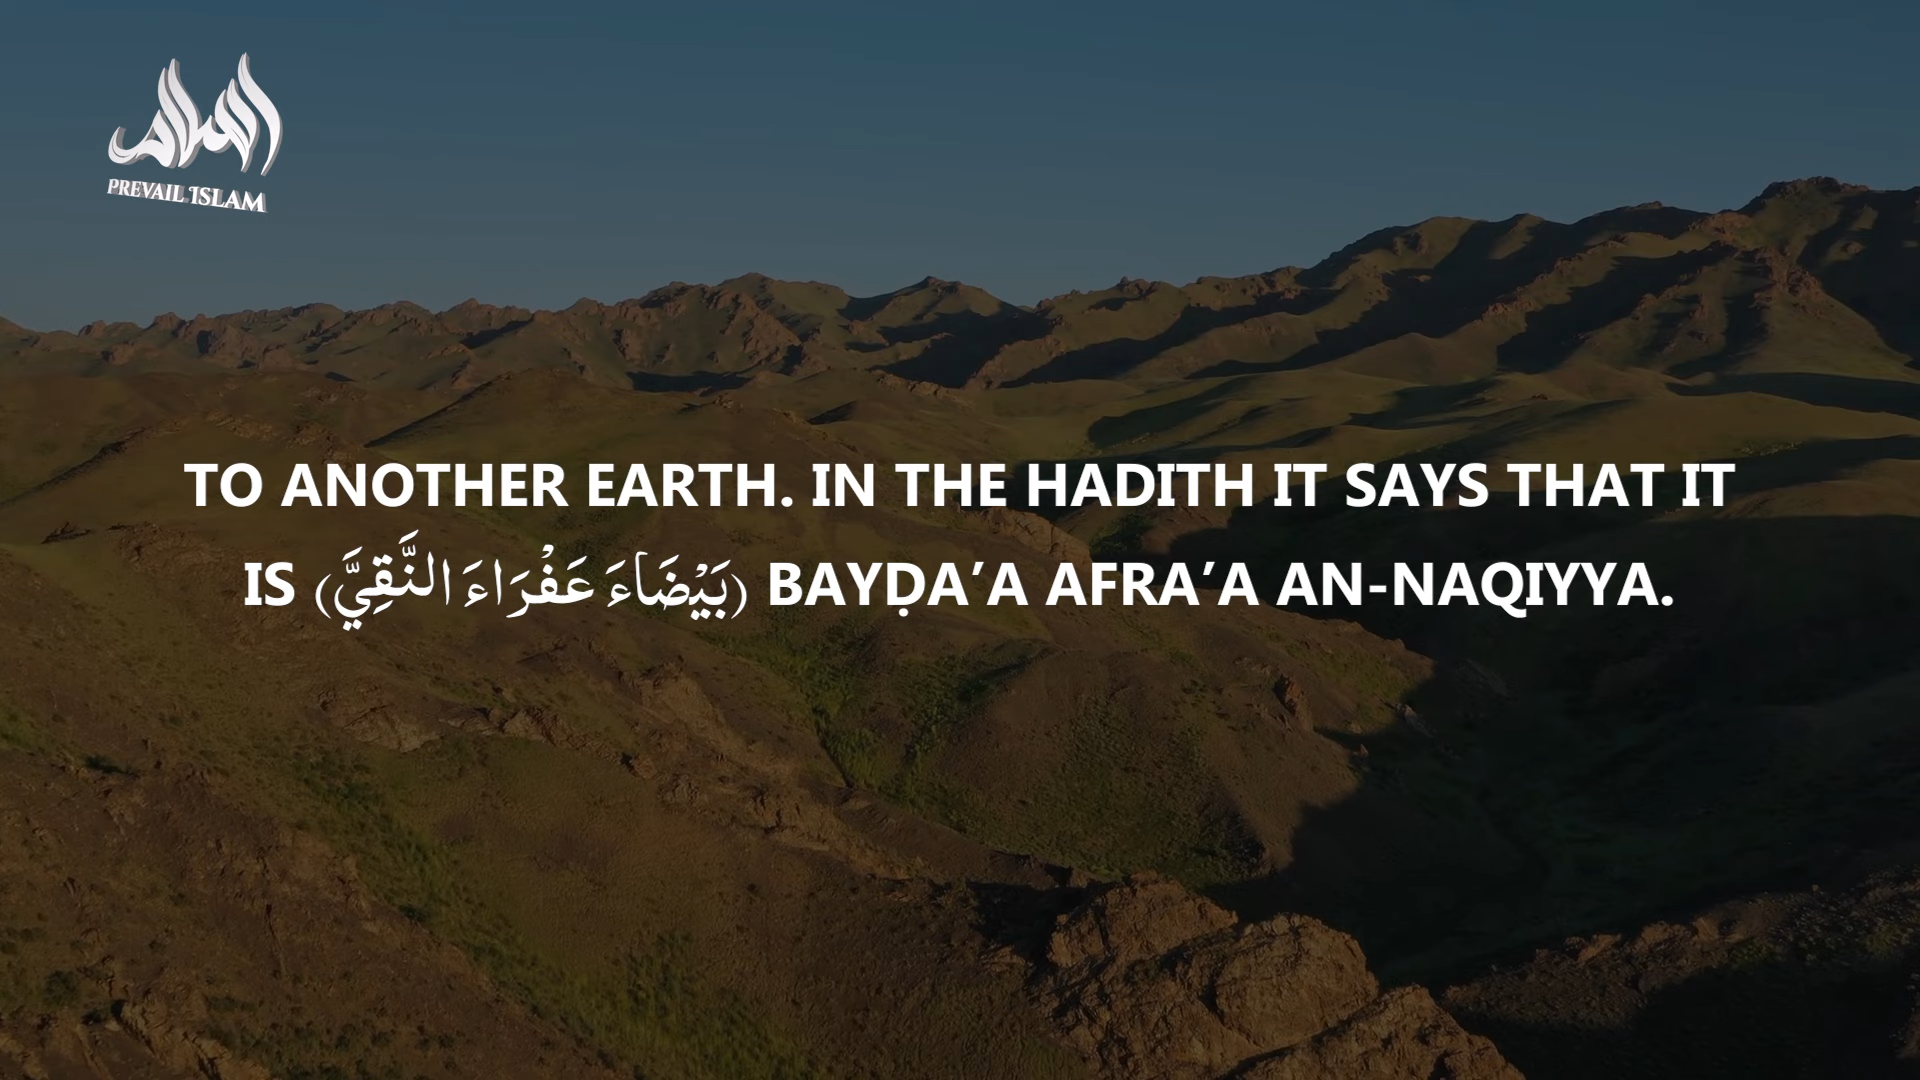 PREVAIL ISLAM
TO ANOTHER EARTH. IN THE HADITH IT SAYS THAT IT
IS (بَيْضَاءَ عَفْرَاءَ النَّقِيَّ) BAYḌA’A AFRA’A AN-NAQIYYA.